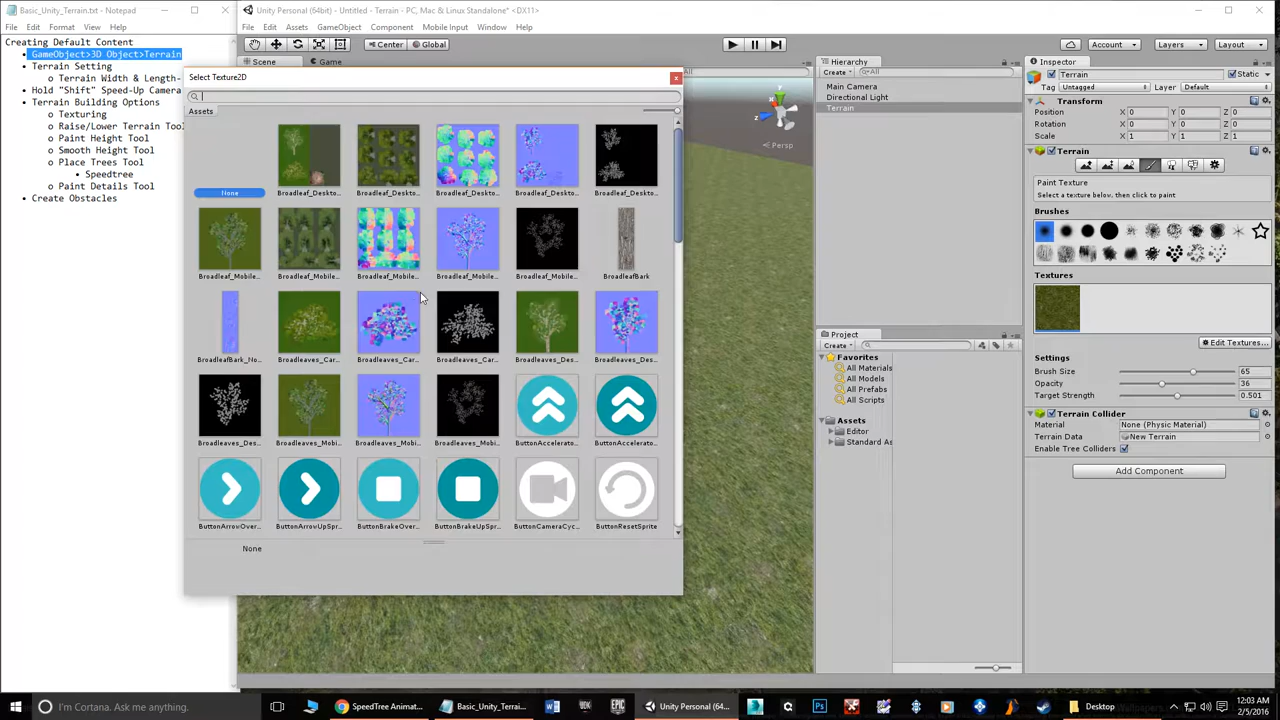 Basic_Unity_Terrain.txt - Notepad
File Edit Format View Help
Creating Default Content
• GameObject>3D Object>Terrain
• Terrain Setting
o Terrain Width & Length-
• Hold "Shift" Speed-Up Camera
• Terrain Building Options
o Texturing
o Raise/Lower Terrain Tool
o Paint Height Tool
o Smooth Height Tool
o Place Trees Tool
▪ Speedtree
o Paint Details Tool
• Create Obstacles
Unity Personal (64bit) - Untitled - Terrain - PC, Mac & Linux Standalone* <DX11>
File Edit Assets GameObject Component Mobile Input Window Help
Center Global Account Layers Layout
Scene Game
All
Persp
Select Texture2D
Assets
None Broadleaf_Deskto... Broadleaf_Deskto... Broadleaf_Deskto... Broadleaf_Deskto... Broadleaf_Deskto...
Broadleaf_Mobile... Broadleaf_Mobile... Broadleaf_Mobile... Broadleaf_Mobile... Broadleaf_Mobile... BroadleafBark
BroadleafBark_No... Broadleaves_Car... Broadleaves_Car... Broadleaves_Car... Broadleaves_Des... Broadleaves_Des...
Broadleaves_Des... Broadleaves_Mobi... Broadleaves_Mobi... Broadleaves_Mobi... ButtonAccelerato... ButtonAccelerato...
ButtonArrowOver... ButtonArrowUpSpr... ButtonBrakeOver... ButtonBrakeUpSpr... ButtonCameraCyc... ButtonResetSprite
None
Hierarchy
Create All
Main Camera
Directional Light
Terrain
Project
Create
Favorites
All Materials
All Models
All Prefabs
All Scripts
Assets
Editor
Standard As
Inspector
Terrain Static
Tag Untagged Layer Default
Transform
Position X 0 Y 0 Z 0
Rotation X 0 Y 0 Z 0
Scale X 1 Y 1 Z 1
Terrain
Paint Texture
Select a texture below, then click to paint
Brushes
Textures
Edit Textures...
Settings
Brush Size 65
Opacity 36
Target Strength 0.501
Terrain Collider
Material None (Physic Material)
Terrain Data New Terrain
Enable Tree Colliders
Add Component
I'm Cortana. Ask me anything.
SpeedTree Animat...
Basic_Unity_Terrai...
Unity Personal (64...
Desktop
12:03 AM
2/5/2016